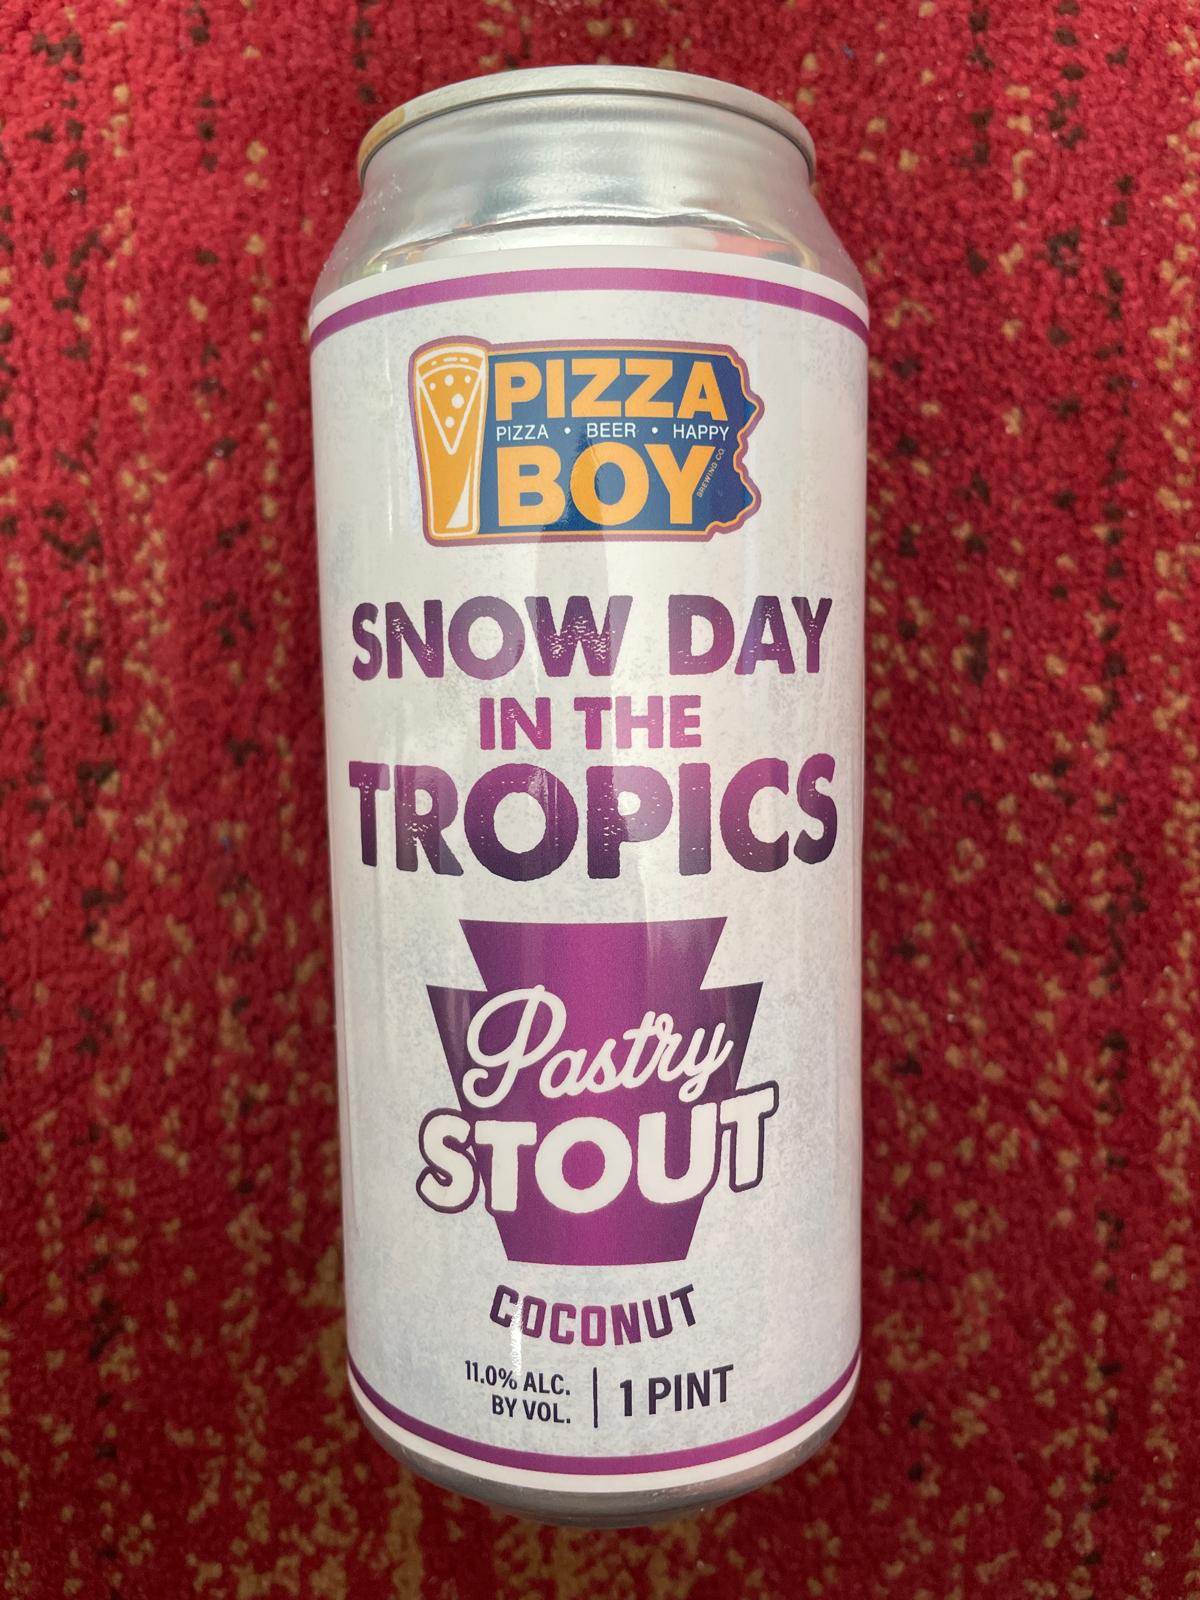 PIZZA
PIZZA • BEER • HAPPY
BOY
BREWING CO.
SNOW DAY
IN THE
TROPICS
Pastry
STOUT
COCONUT
11.0% ALC.
BY VOL.
1 PINT